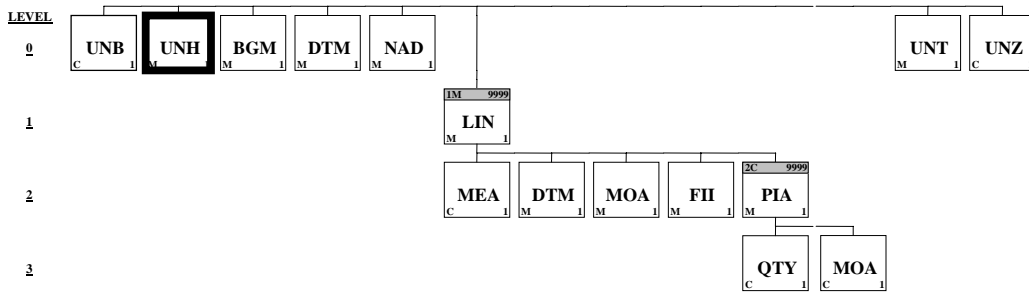 LEVEL
0
UNB
C 1
UNH
M
BGM
M 1
DTM
M 1
NAD
M 1
UNT
M 1
UNZ
C 1
1
1M 9999
LIN
M 1
2
MEA
C 1
DTM
M 1
MOA
M 1
FII
M 1
2C 9999
PIA
M 1
3
QTY
C 1
MOA
C 1